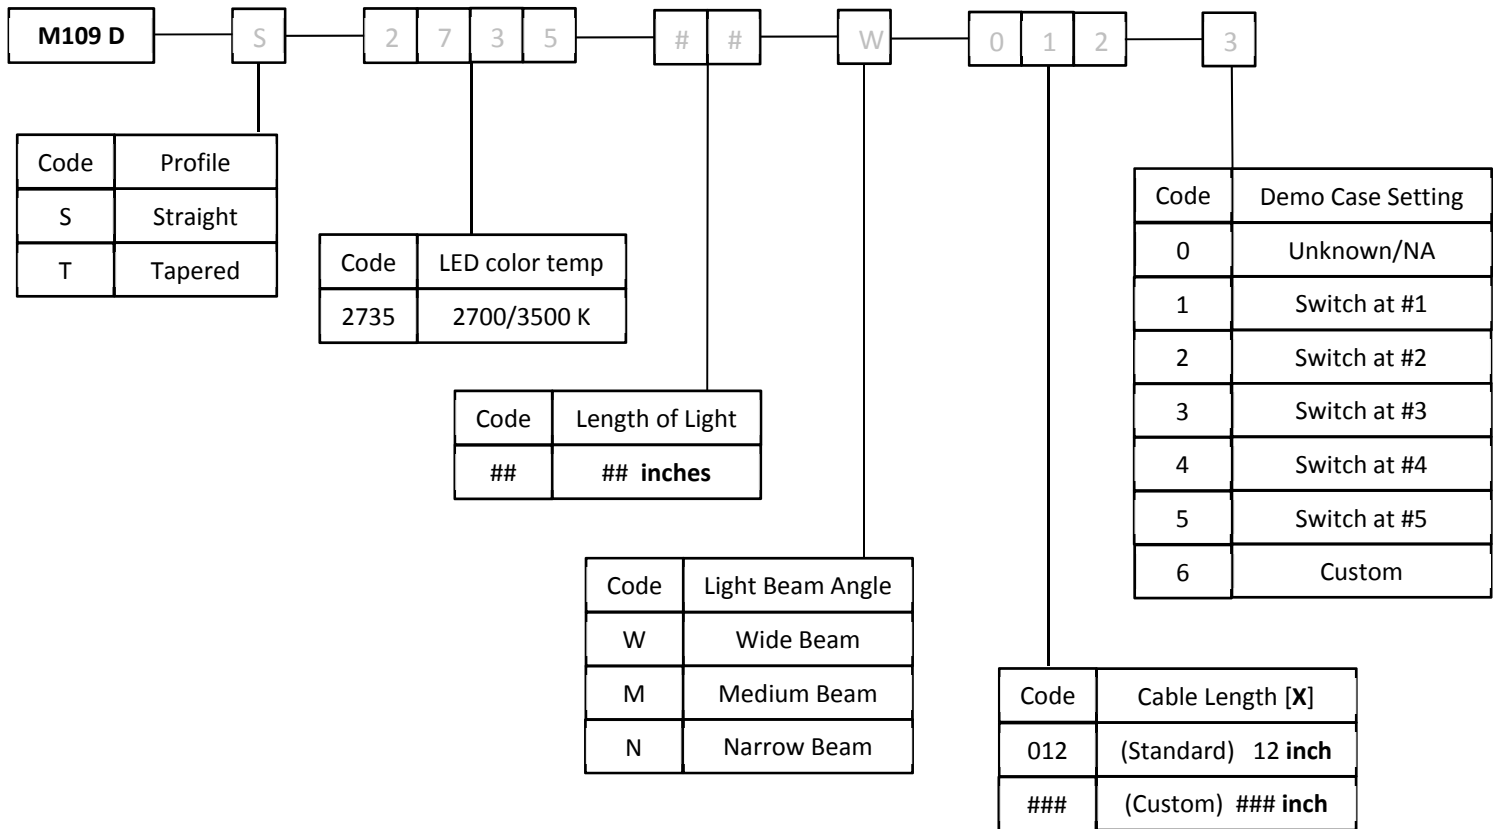 M109 D S 2 7 3 5 # # W 0 1 2 3
Code Profile
S Straight
T Tapered
Code LED color temp
2735 2700/3500 K
Code Length of Light
## ## inches
Code Light Beam Angle
W Wide Beam
M Medium Beam
N Narrow Beam
Code Cable Length [X]
012 (Standard) 12 inch
### (Custom) ### inch
Code Demo Case Setting
0 Unknown/NA
1 Switch at #1
2 Switch at #2
3 Switch at #3
4 Switch at #4
5 Switch at #5
6 Custom